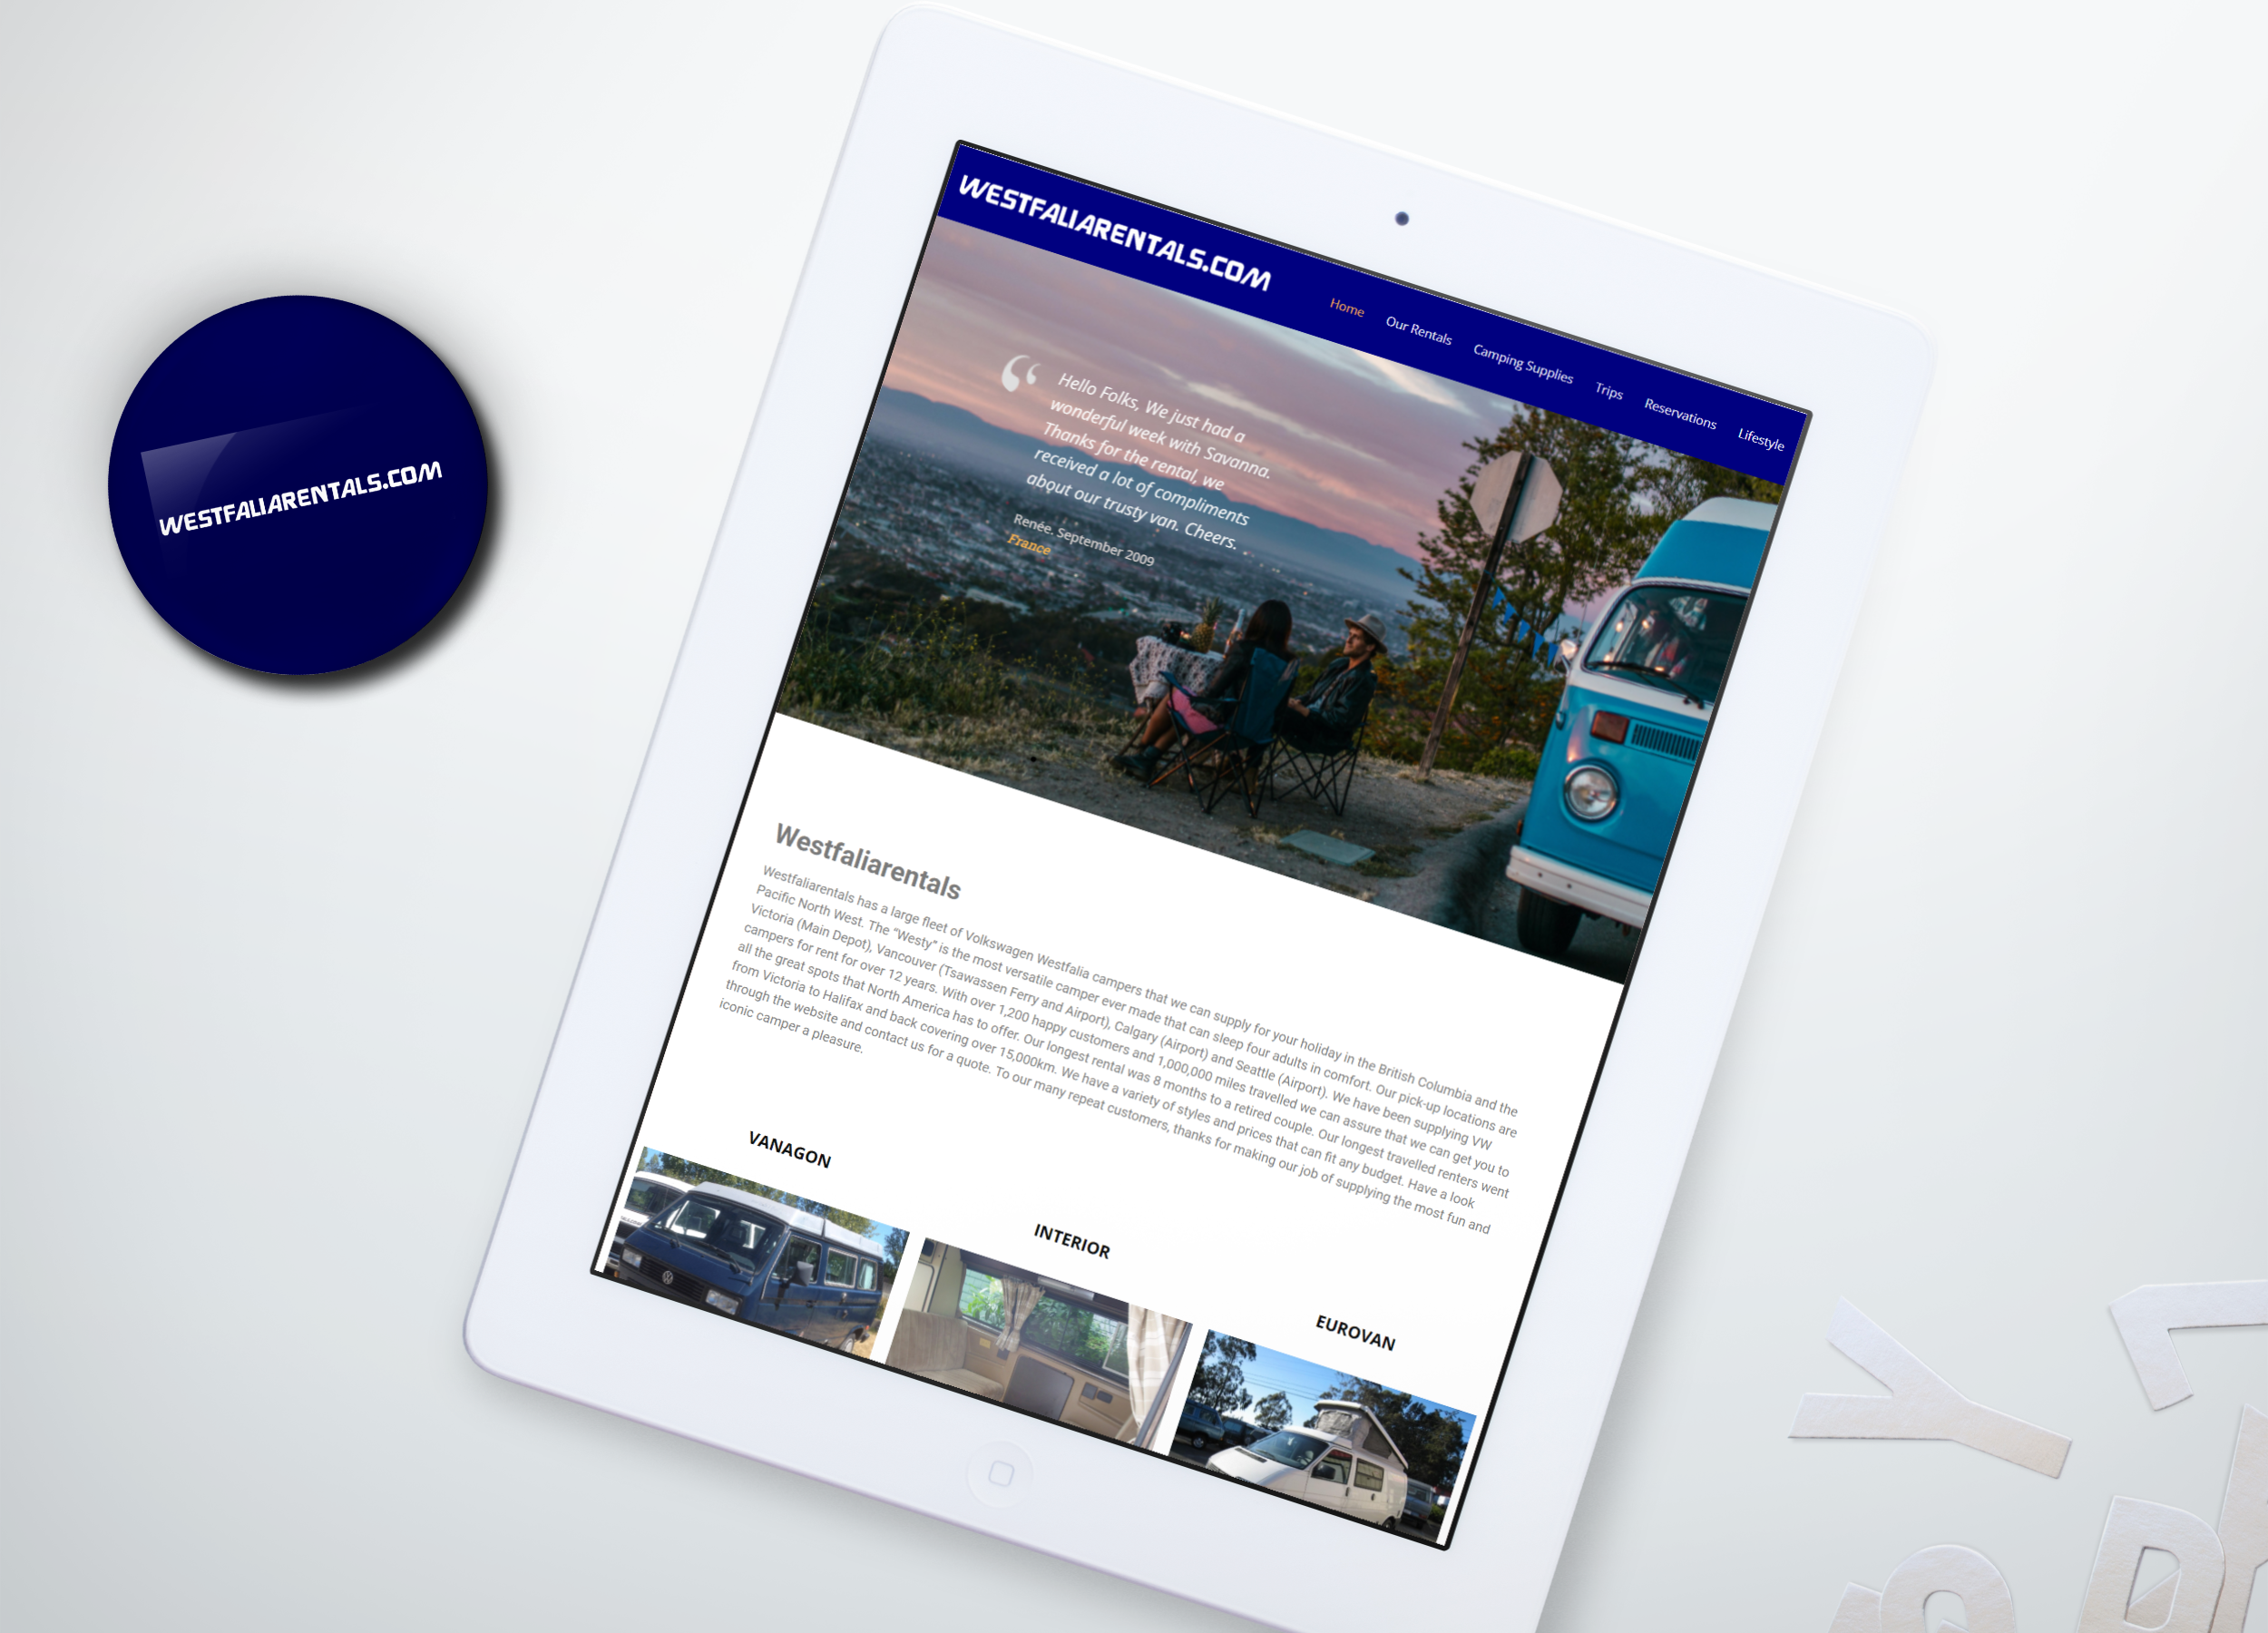 WESTFALIARENTALS.COM
WESTFALIARENTALS.COM
Home Our Rentals Camping Supplies Trips Reservations Lifestyle
“
Hello Folks, We just had a
wonderful week with Savanna.
Thanks for the rental, we
received a lot of compliments
about our trusty van. Cheers.
Renée. September 2009
France
Westfaliarentals
Westfaliarentals has a large fleet of Volkswagen Westfalia campers that we can supply for your holiday in the British Columbia and the
Pacific North West. The “Westy” is the most versatile camper ever made that can sleep four adults in comfort. Our pick-up locations are
Victoria (Main Depot), Vancouver (Tsawassen Ferry and Airport), Calgary (Airport) and Seattle (Airport). We have been supplying VW
campers for rent for over 12 years. With over 1,200 happy customers and 1,000,000 miles travelled we can assure that we can get you to
all the great spots that North America has to offer. Our longest rental was 8 months to a retired couple. Our longest travelled renters went
from Victoria to Halifax and back covering over 15,000km. We have a variety of styles and prices that can fit any budget. Have a look
through the website and contact us for a quote. To our many repeat customers, thanks for making our job of supplying the most fun and
iconic camper a pleasure.
VANAGON
INTERIOR
EUROVAN